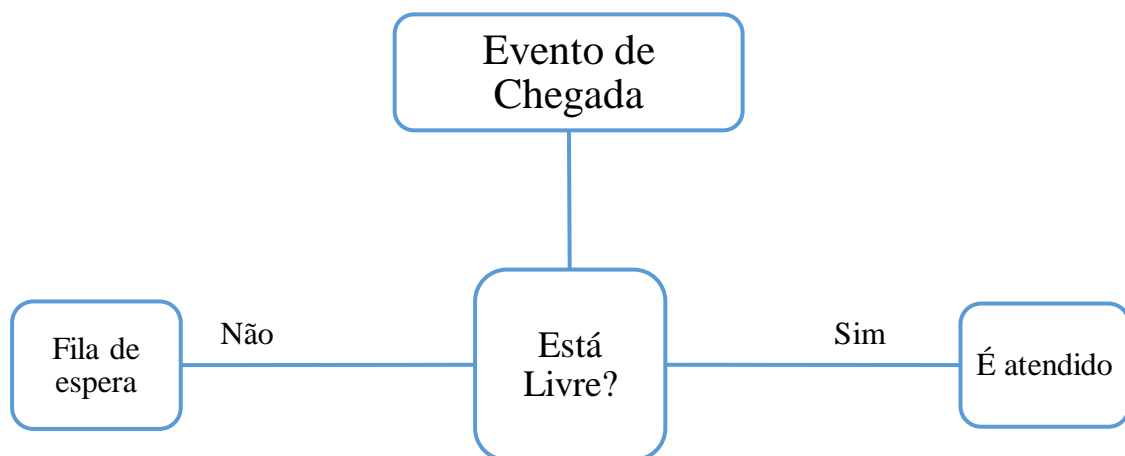 Evento de
Chegada
Fila de
espera
Não
Está
Livre?
Sim
É atendido